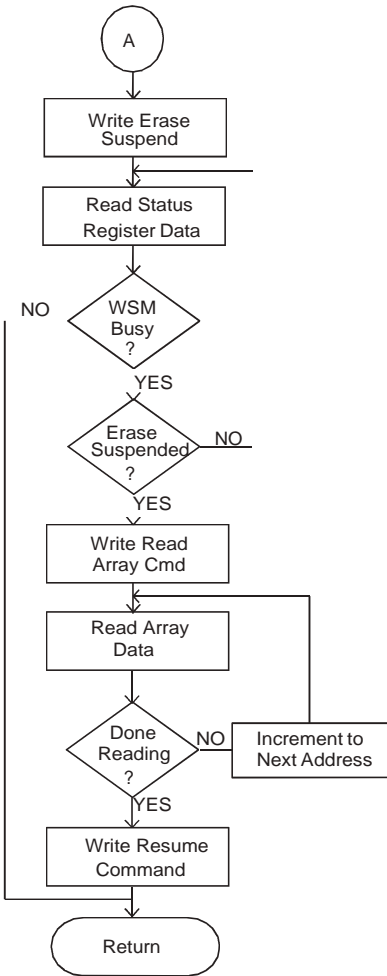 A
Write Erase
Suspend
Read Status
Register Data
NO
WSM
Busy
?
YES
Erase
Suspended
NO
?
YES
Write Read
Array Cmd
Read Array
Data
Done
Reading
NO
?
Increment to
Next Address
YES
Write Resume
Command
Return